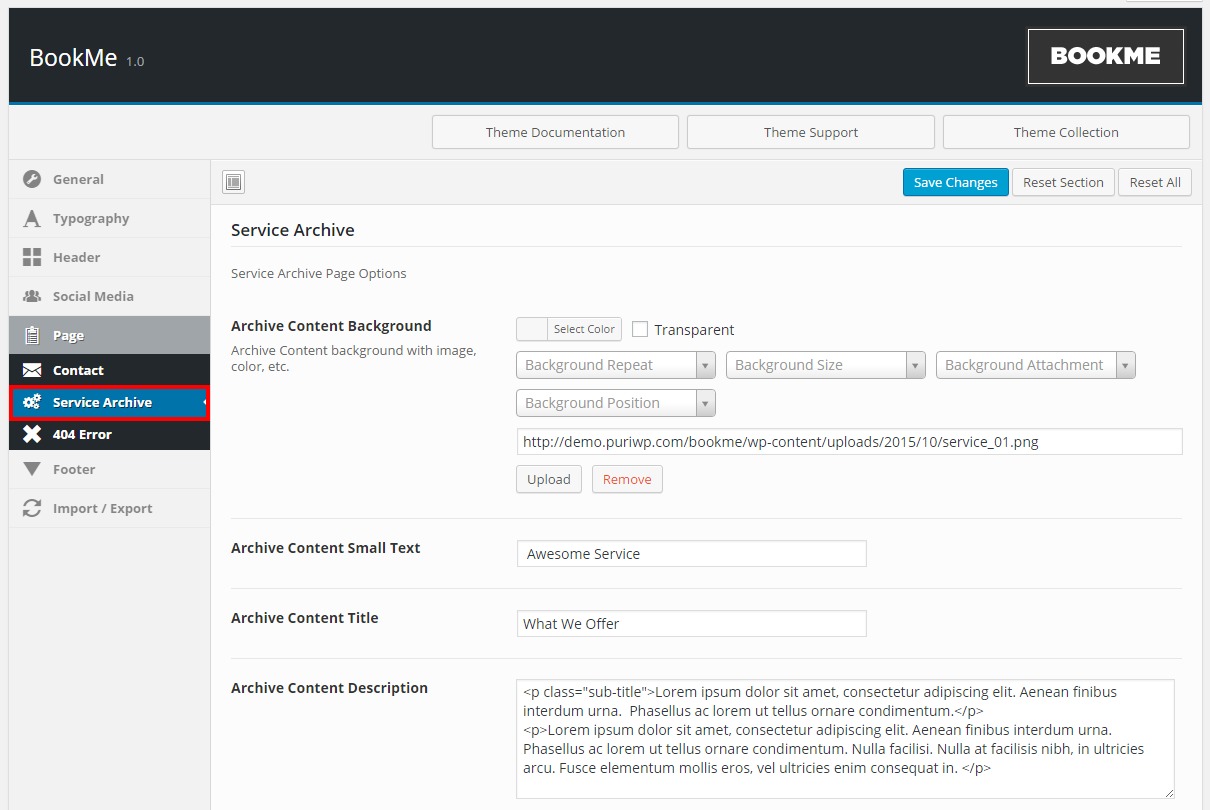 BookMe 1.0
BOOKME
Theme Documentation
Theme Support
Theme Collection
General
Typography
Header
Social Media
Page
Contact
Service Archive
404 Error
Footer
Import / Export
Save Changes
Reset Section
Reset All
Service Archive
Service Archive Page Options
Archive Content Background
Archive Content background with image,
color, etc.
Select Color
Transparent
Background Repeat
Background Size
Background Attachment
Background Position
http://demo.puriwp.com/bookme/wp-content/uploads/2015/10/service_01.png
Upload
Remove
Archive Content Small Text
Awesome Service
Archive Content Title
What We Offer
Archive Content Description
<p class="sub-title">Lorem ipsum dolor sit amet, consectetur adipiscing elit. Aenean finibus
interdum urna.  Phasellus ac lorem ut tellus ornare condimentum.</p>
<p>Lorem ipsum dolor sit amet, consectetur adipiscing elit. Aenean finibus interdum urna.
Phasellus ac lorem ut tellus ornare condimentum. Nulla facilisi. Nulla at facilisis nibh, in ultricies
arcu. Fusce elementum mollis eros, vel ultricies enim consequat in. </p>